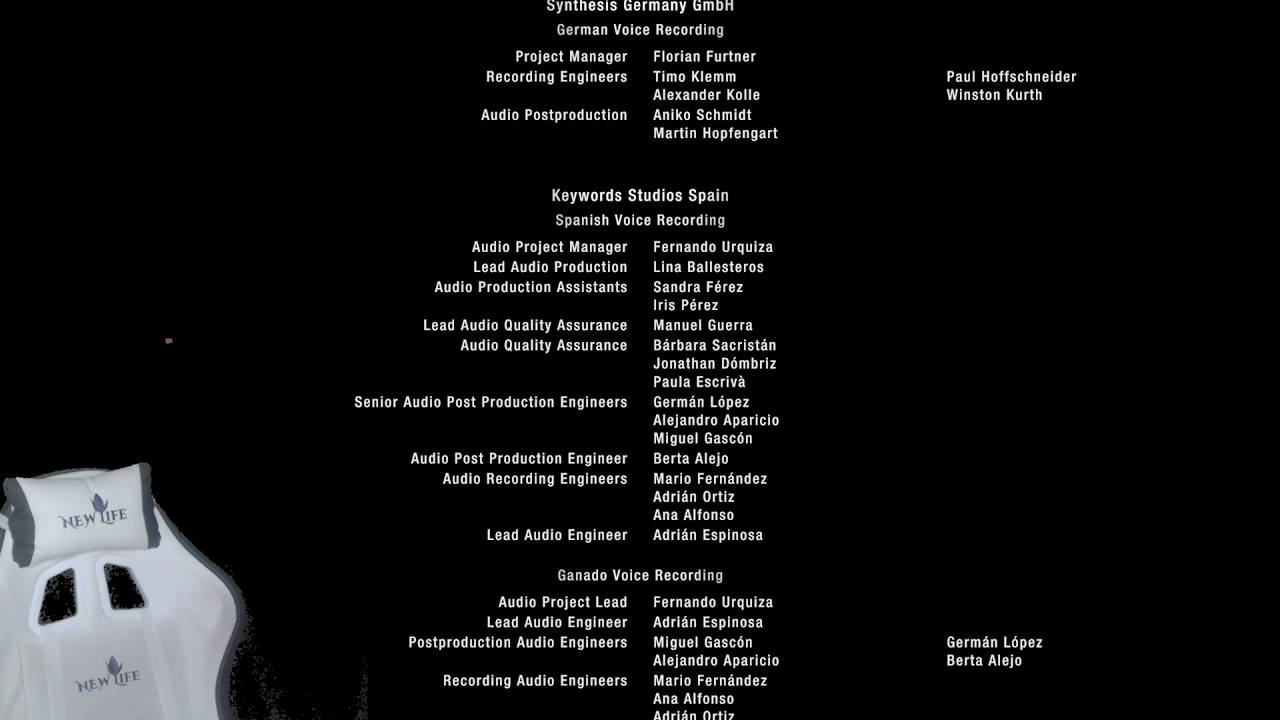 Synthesis Germany GmbH
German Voice Recording
Project Manager Florian Furtner
Recording Engineers Timo Klemm Paul Hoffschneider
Alexander Kolle Winston Kurth
Audio Postproduction Aniko Schmidt
Martin Hopfengart
Keywords Studios Spain
Spanish Voice Recording
Audio Project Manager Fernando Urquiza
Lead Audio Production Lina Ballesteros
Audio Production Assistants Sandra Férez
Iris Pérez
Lead Audio Quality Assurance Manuel Guerra
Audio Quality Assurance Bárbara Sacristán
Jonathan Dómbriz
Paula Escrivà
Senior Audio Post Production Engineers Germán López
Alejandro Aparicio
Miguel Gascón
Audio Post Production Engineer Berta Alejo
Audio Recording Engineers Mario Fernández
Adrián Ortiz
Ana Alfonso
Lead Audio Engineer Adrián Espinosa
Ganado Voice Recording
Audio Project Lead Fernando Urquiza
Lead Audio Engineer Adrián Espinosa
Postproduction Audio Engineers Miguel Gascón Germán López
Alejandro Aparicio Berta Alejo
Recording Audio Engineers Mario Fernández
Ana Alfonso
Adrián Ortiz
NEW LIFE
NEW LIFE